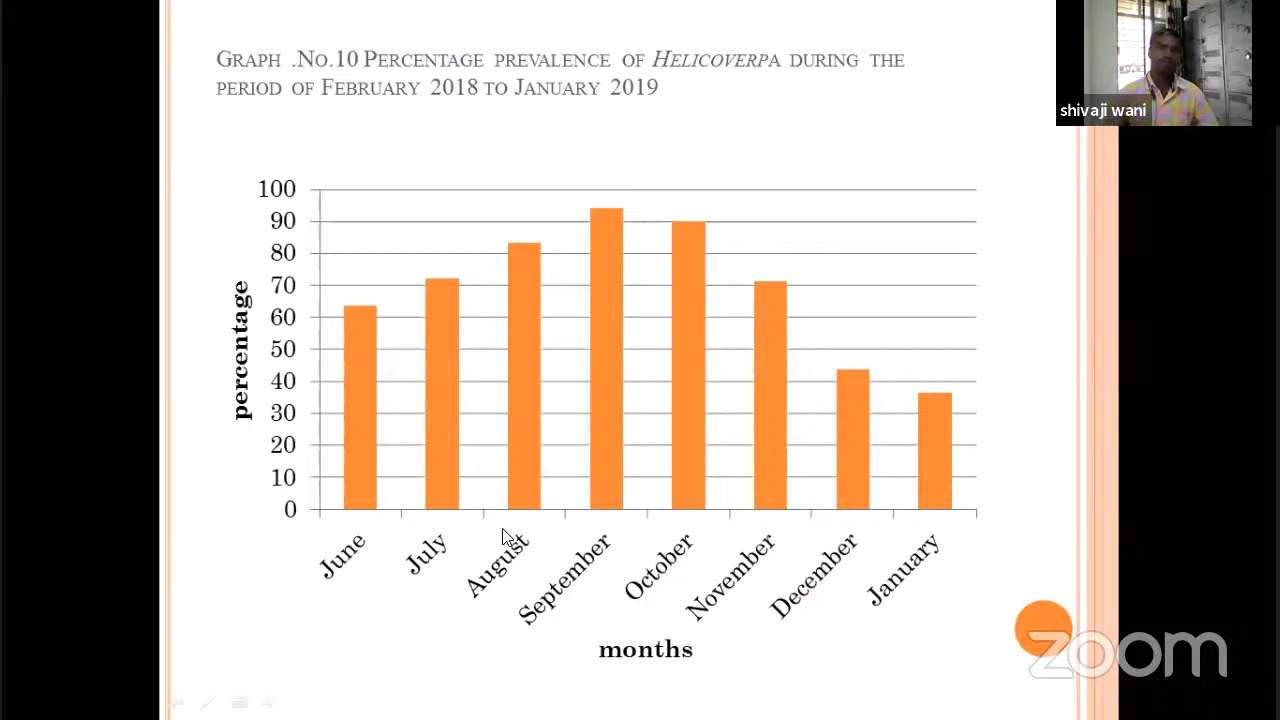 GRAPH .NO.10 PERCENTAGE PREVALENCE OF HELICOVERPA DURING THE
PERIOD OF FEBRUARY 2018 TO JANUARY 2019
shivaji wani
100
90
80
70
60
50
40
30
20
10
0
percentage
June
July
August
September
October
November
December
January
months
zoom